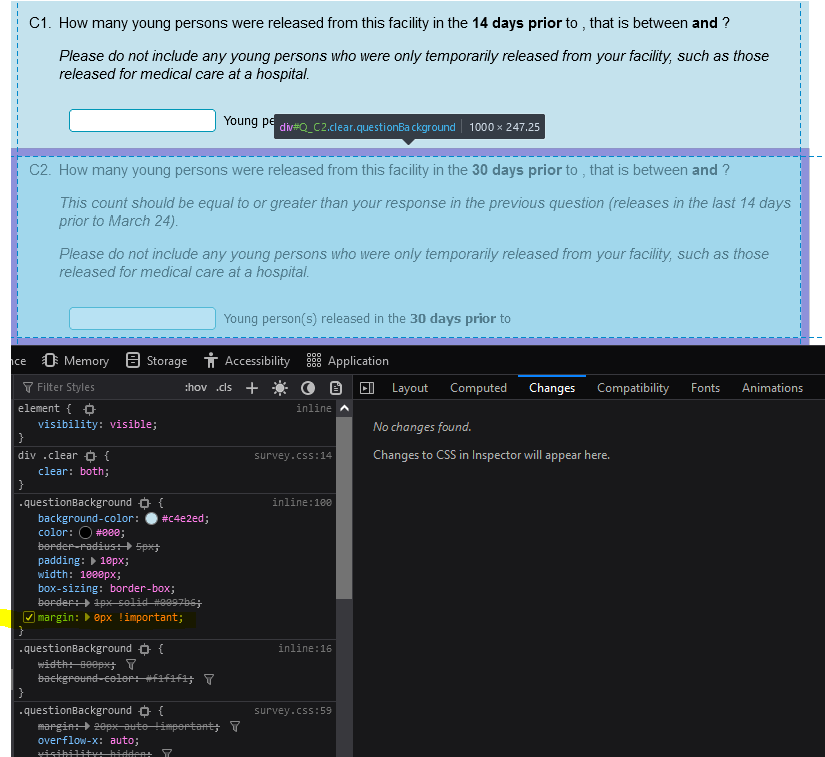 C1. How many young persons were released from this facility in the 14 days prior to , that is between and ?
Please do not include any young persons who were only temporarily released from your facility, such as those
released for medical care at a hospital.
Young pe
div#Q_C2.clear.questionBackground 1000 × 247.25
C2. How many young persons were released from this facility in the 30 days prior to , that is between and ?
This count should be equal to or greater than your response in the previous question (releases in the last 14 days
prior to March 24).
Please do not include any young persons who were only temporarily released from your facility, such as those
released for medical care at a hospital.
Young person(s) released in the 30 days prior to
nce Memory Storage Accessibility Application
Filter Styles :hov .cls + Layout Computed Changes Compatibility Fonts Animations
element { inline
visibility: visible;
}
div .clear { survey.css:14
clear: both;
}
.questionBackground { inline:100
background-color: #c4e2ed;
color: #000;
border-radius: 5px;
padding: 10px;
width: 1000px;
box-sizing: border-box;
border: 1px solid #0097b6;
margin: 0px !important;
}
.questionBackground { inline:16
width: 800px;
background-color: #f1f1f1;
}
.questionBackground { survey.css:59
margin: 20px auto !important;
overflow-x: auto;
visibility: hidden;
No changes found.
Changes to CSS in Inspector will appear here.